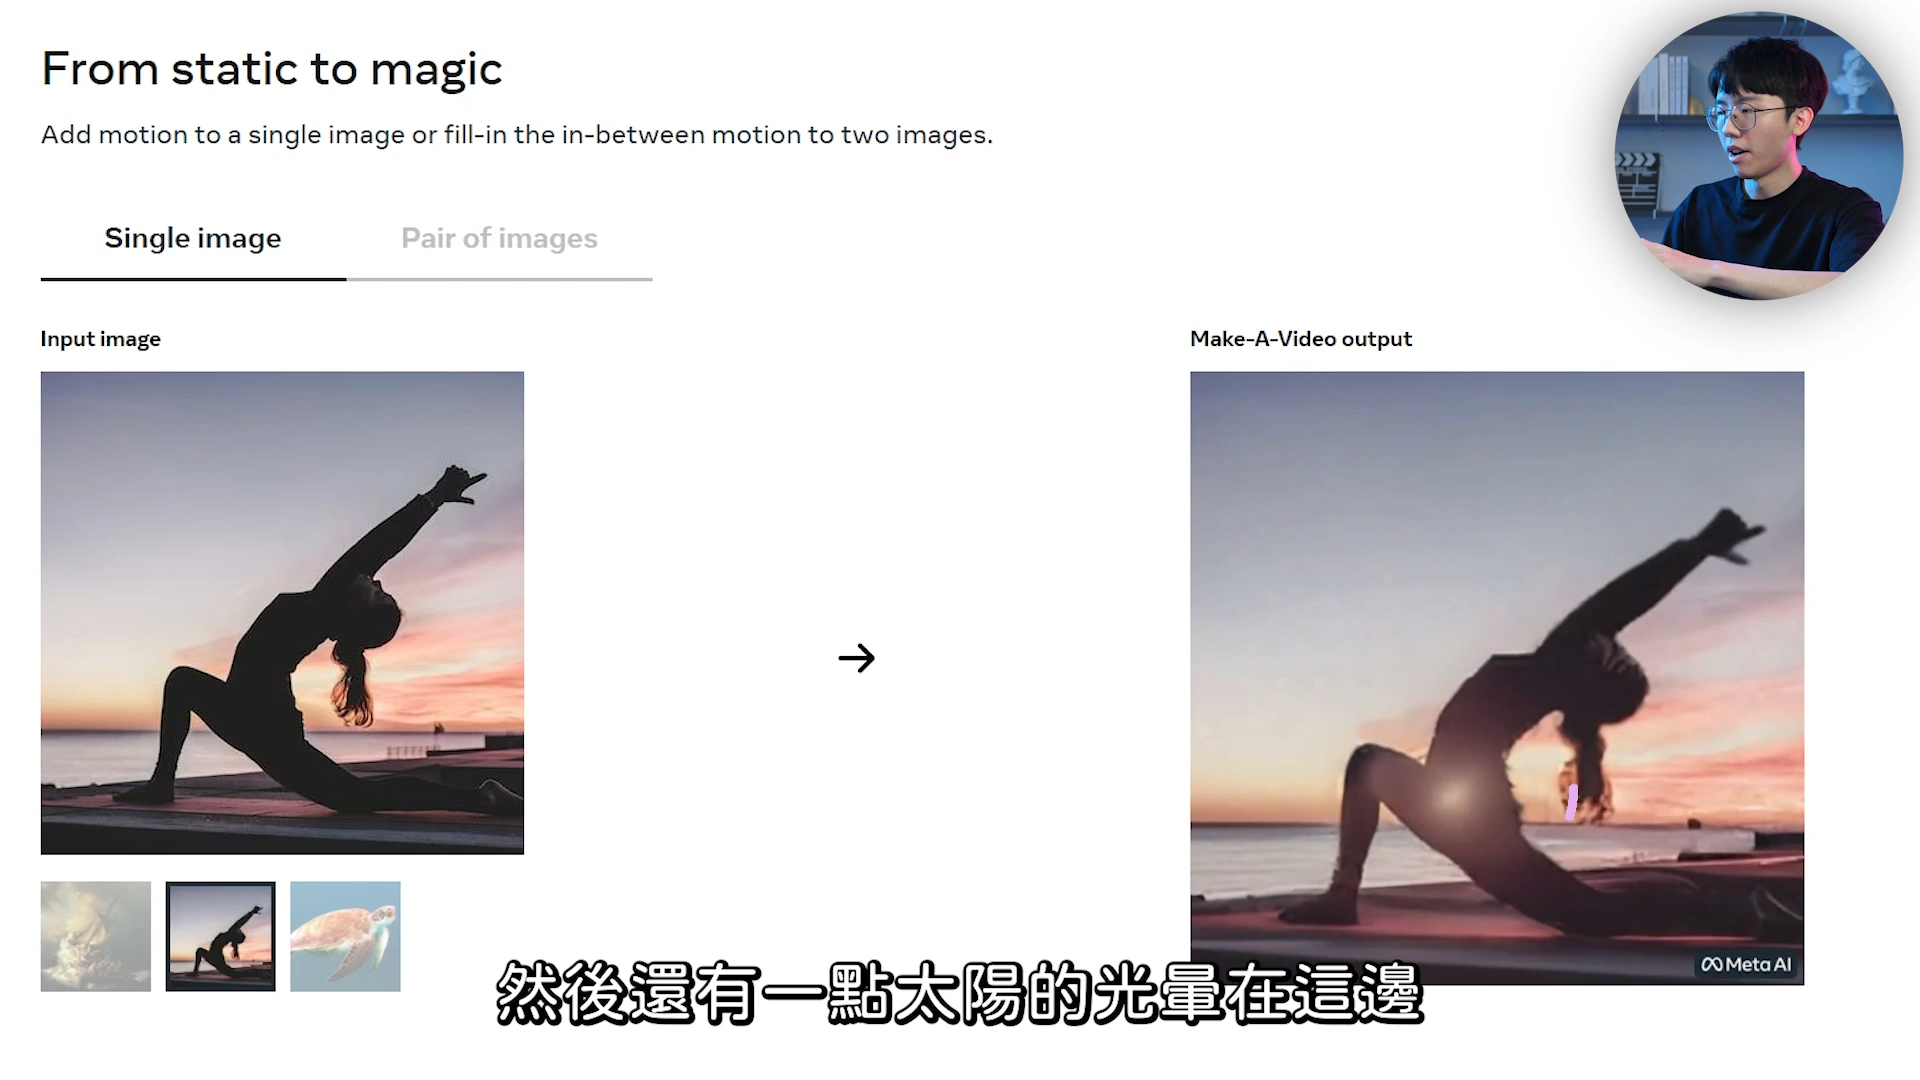 From static to magic
Add motion to a single image or fill-in the in-between motion to two images.
Single image
Pair of images
Input image
Make-A-Video output
Meta AI
然後還有一點太陽的光暈在這邊